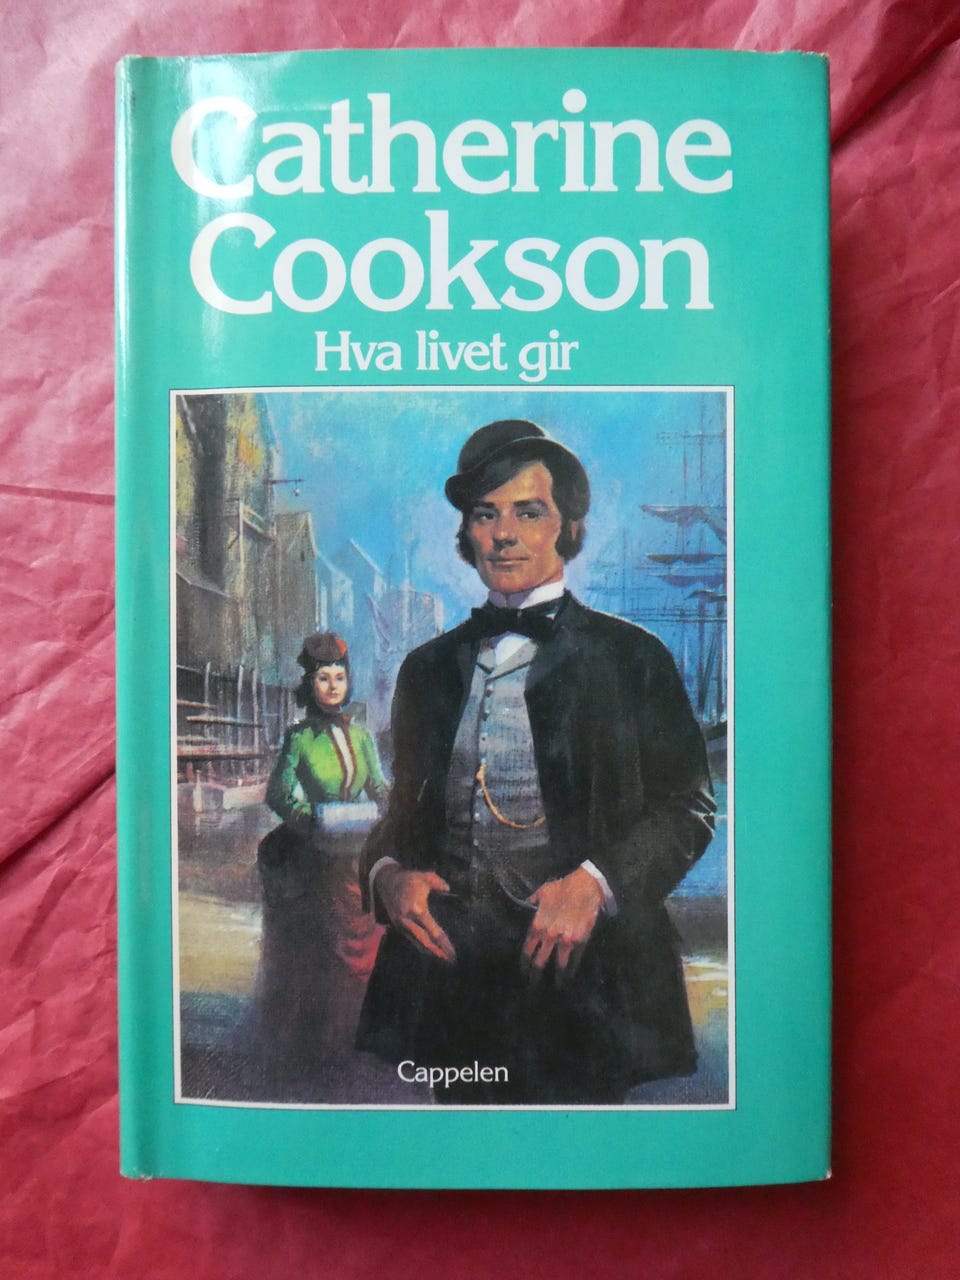 Catherine
Cookson
Hva livet gir
Cappelen